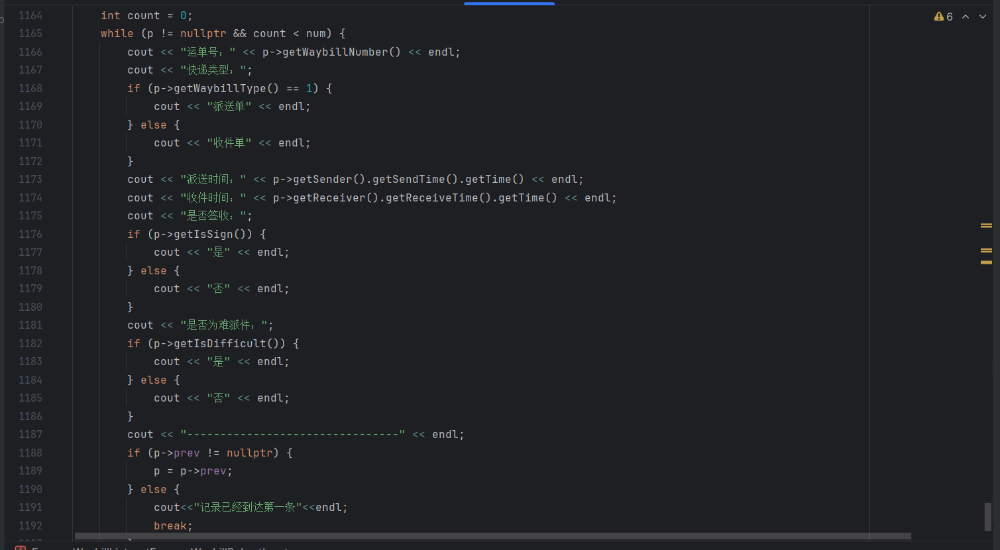 6
1164 int count = 0;
1165 while (p != nullptr && count < num) {
1166 cout << "运单号：" << p->getWaybillNumber() << endl;
1167 cout << "快递类型：";
1168 if (p->getWaybillType() == 1) {
1169 cout << "派送单" << endl;
1170 } else {
1171 cout << "收件单" << endl;
1172 }
1173 cout << "派送时间：" << p->getSender().getSendTime().getTime() << endl;
1174 cout << "收件时间：" << p->getReceiver().getReceiveTime().getTime() << endl;
1175 cout << "是否签收：";
1176 if (p->getIsSign()) {
1177 cout << "是" << endl;
1178 } else {
1179 cout << "否" << endl;
1180 }
1181 cout << "是否为难派件：";
1182 if (p->getIsDifficult()) {
1183 cout << "是" << endl;
1184 } else {
1185 cout << "否" << endl;
1186 }
1187 cout << "--------------------------------" << endl;
1188 if (p->prev != nullptr) {
1189 p = p->prev;
1190 } else {
1191 cout<<"记录已经到达第一条"<<endl;
1192 break;